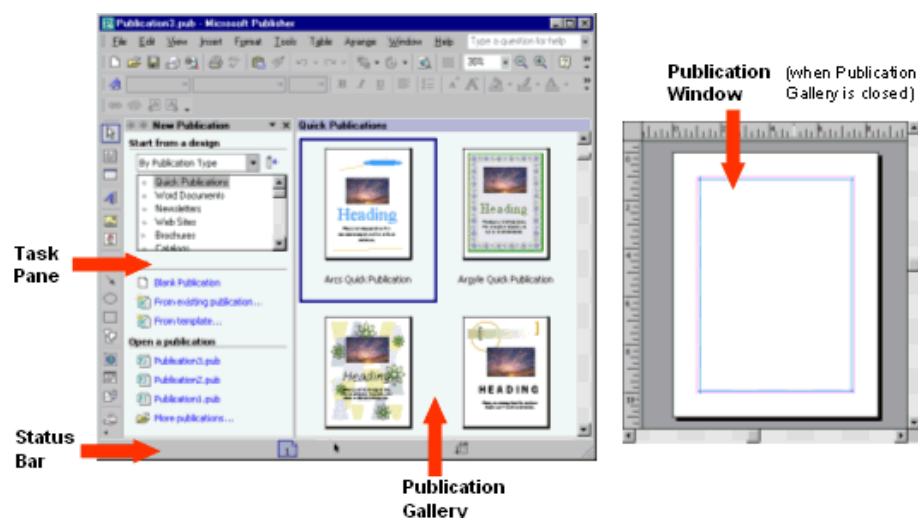 Publication3.pub - Microsoft Publisher
File Edit View Insert Format Tools Table Arrange Window Help Type a question for help
30%
New Publication
Quick Publications
Start from a design
By Publication Type
Quick Publications
Word Documents
Newsletters
Web Sites
Brochures
Catalogs
Blank Publication
From existing publication...
From template...
Open a publication
Publication3.pub
Publication2.pub
Publication1.pub
More publications...
Heading
Arcs Quick Publication
Heading
Argyle Quick Publication
Heading
HEADING
1
Task
Pane
Status
Bar
Publication
Gallery
Publication (when Publication
Window Gallery is closed)